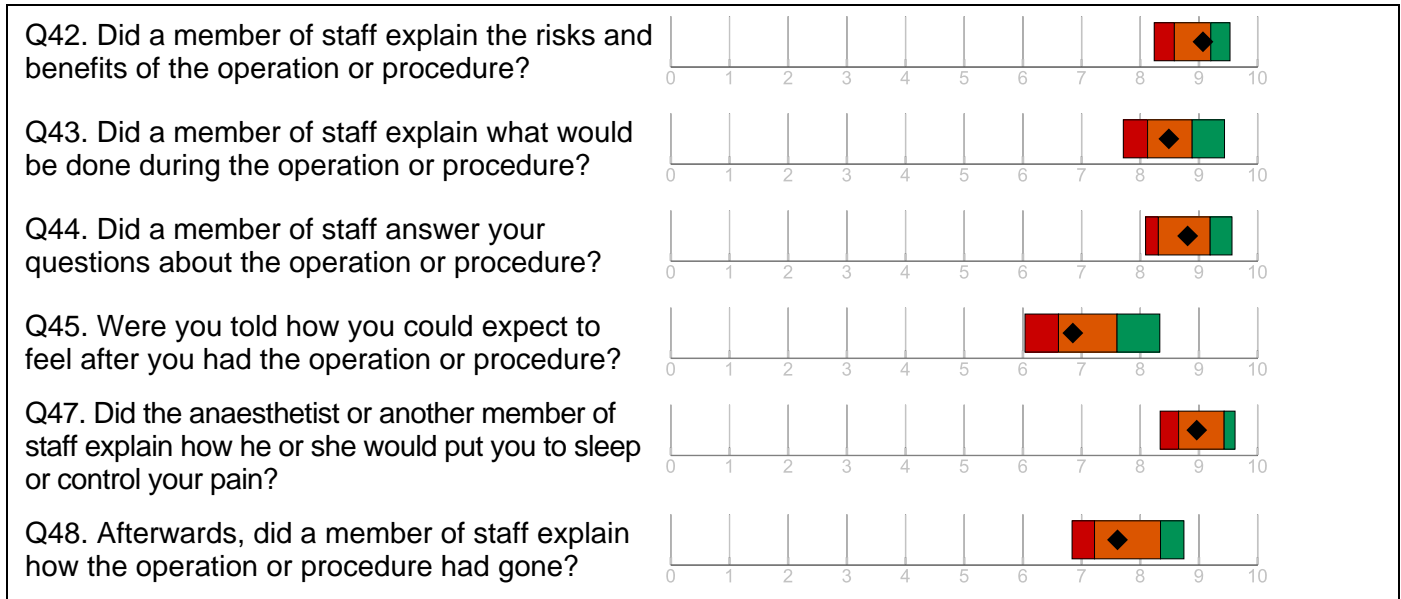 Q42. Did a member of staff explain the risks and
benefits of the operation or procedure?
0 1 2 3 4 5 6 7 8 9 10
Q43. Did a member of staff explain what would
be done during the operation or procedure?
0 1 2 3 4 5 6 7 8 9 10
Q44. Did a member of staff answer your
questions about the operation or procedure?
0 1 2 3 4 5 6 7 8 9 10
Q45. Were you told how you could expect to
feel after you had the operation or procedure?
0 1 2 3 4 5 6 7 8 9 10
Q47. Did the anaesthetist or another member of
staff explain how he or she would put you to sleep
or control your pain?
0 1 2 3 4 5 6 7 8 9 10
Q48. Afterwards, did a member of staff explain
how the operation or procedure had gone?
0 1 2 3 4 5 6 7 8 9 10